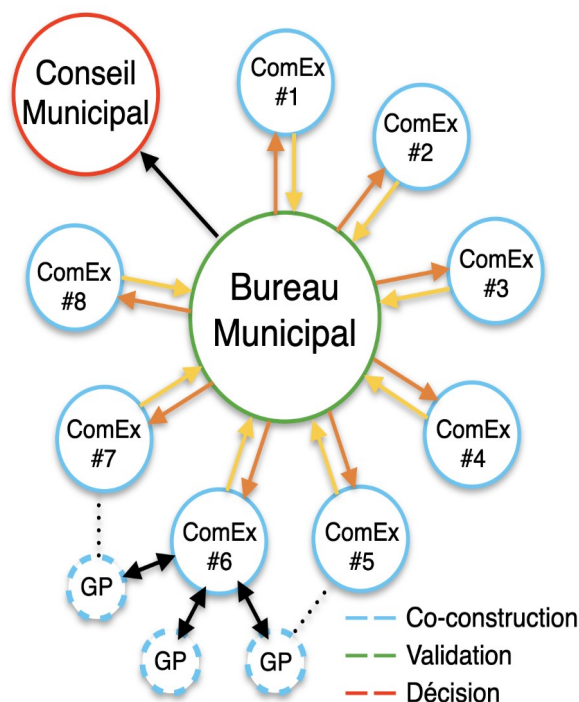 Conseil
Municipal
ComEx
#1
ComEx
#2
ComEx
#3
ComEx
#8
Bureau
Municipal
ComEx
#7
ComEx
#4
ComEx
#6
ComEx
#5
GP
GP
GP
Co-construction
Validation
Décision